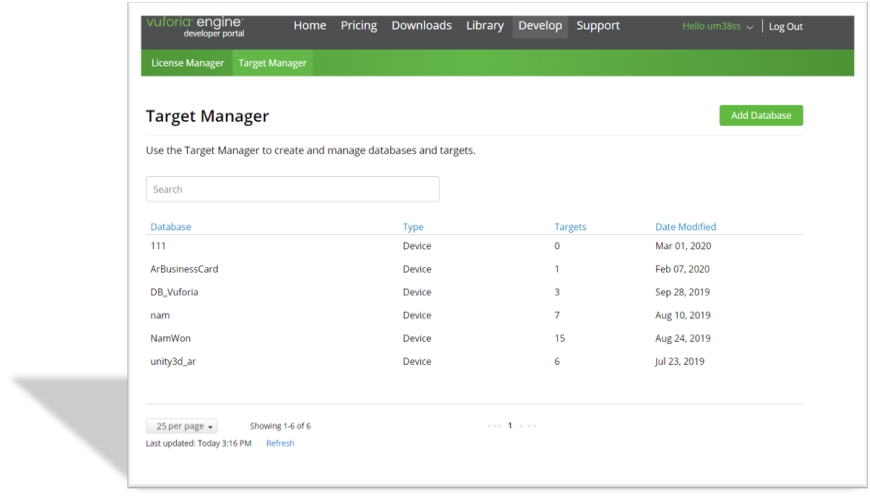 vuforia engine
developer portal
Home Pricing Downloads Library Develop Support
Hello um38ss Log Out
License Manager Target Manager
Target Manager
Add Database
Use the Target Manager to create and manage databases and targets.
Search
Database Type Targets Date Modified
111 Device 0 Mar 01, 2020
ArBusinessCard Device 1 Feb 07, 2020
DB_Vuforia Device 3 Sep 28, 2019
nam Device 7 Aug 10, 2019
NamWon Device 15 Aug 24, 2019
unity3d_ar Device 6 Jul 23, 2019
25 per page Showing 1-6 of 6 1
Last updated: Today 3:16 PM Refresh